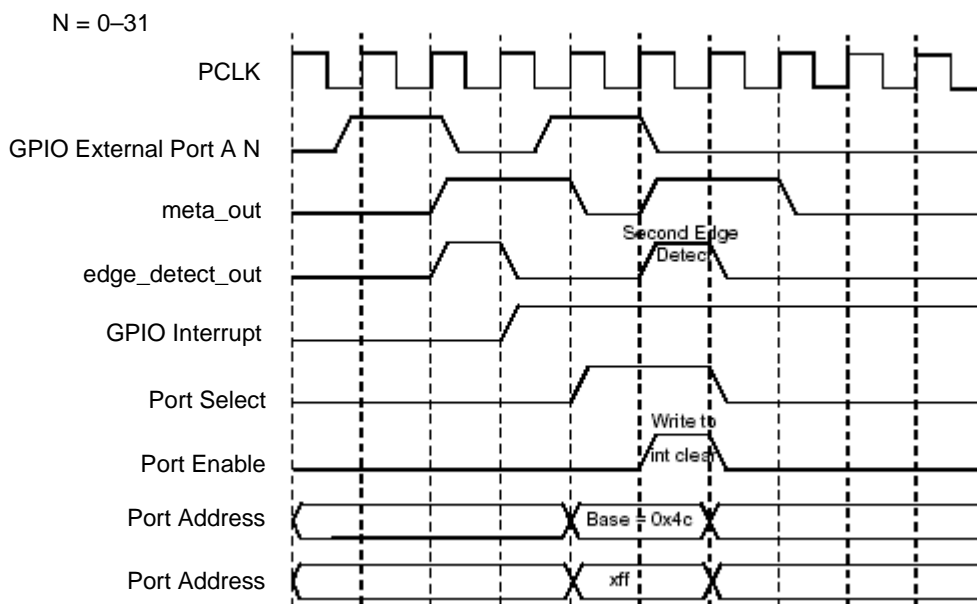 N = 0–31
PCLK
GPIO External Port A N
meta_out
Second Edge
Detect
edge_detect_out
GPIO Interrupt
Port Select
Write to
int clear
Port Enable
Port Address
Base = 0x4c
Port Address
xff